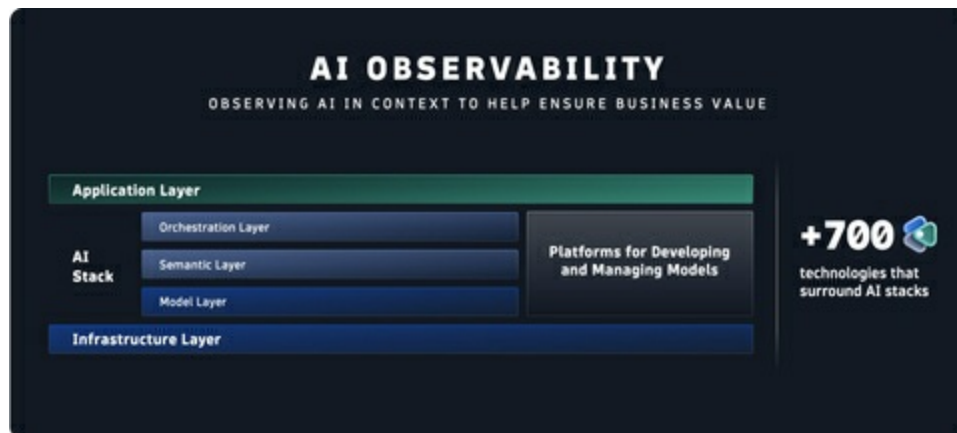 AI OBSERVABILITY
OBSERVING AI IN CONTEXT TO HELP ENSURE BUSINESS VALUE
Application Layer
AI
Stack
Orchestration Layer
Semantic Layer
Model Layer
Platforms for Developing
and Managing Models
Infrastructure Layer
+700
technologies that
surround AI stacks